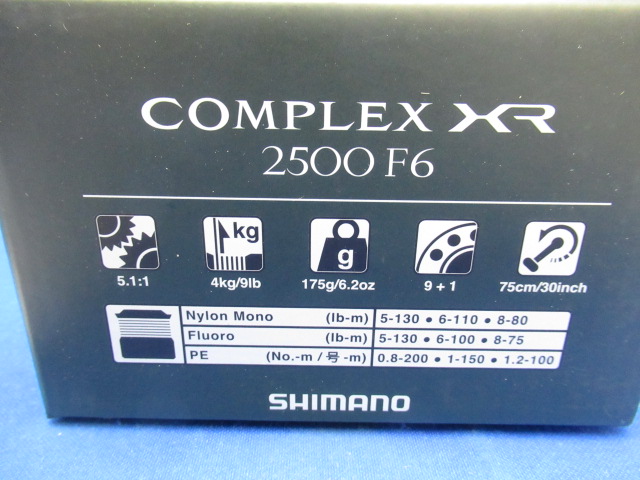 COMPLEX XR
2500 F6
kg
g
5.1:1 4kg/9lb 175g/6.2oz 9 + 1 75cm/30inch
Nylon Mono (lb-m) 5-130 • 6-110 • 8-80
Fluoro (lb-m) 5-130 • 6-100 • 8-75
PE (No.-m / 号 -m) 0.8-200 • 1-150 • 1.2-100
SHIMANO